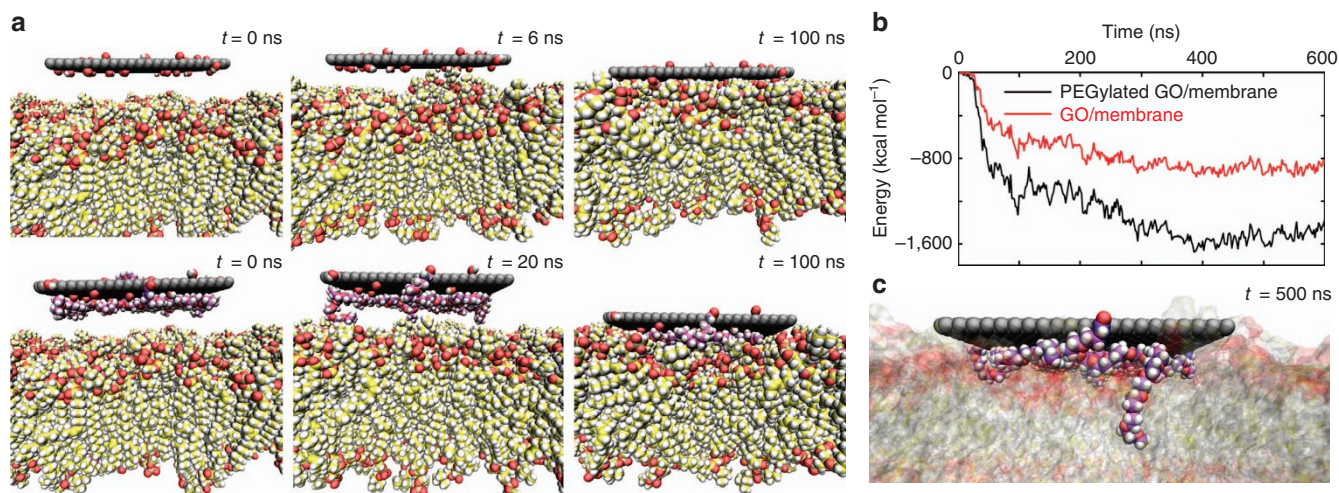 a
t = 0 ns
t = 6 ns
t = 100 ns
t = 0 ns
t = 20 ns
t = 100 ns
b
Time (ns)
0 200 400 600
0
−800
−1,600
Energy (kcal mol⁻¹)
PEGylated GO/membrane
GO/membrane
c
t = 500 ns